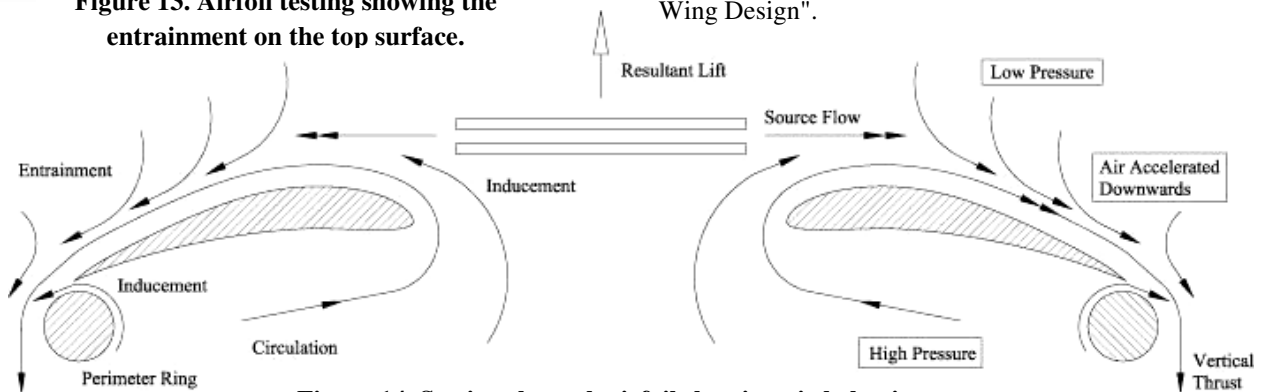 Figure 13. Airfoil testing showing the
entrainment on the top surface.
Wing Design".
Resultant Lift
Low Pressure
Source Flow
Entrainment
Inducement
Air Accelerated
Downwards
Inducement
Circulation
High Pressure
Perimeter Ring
Vertical
Thrust